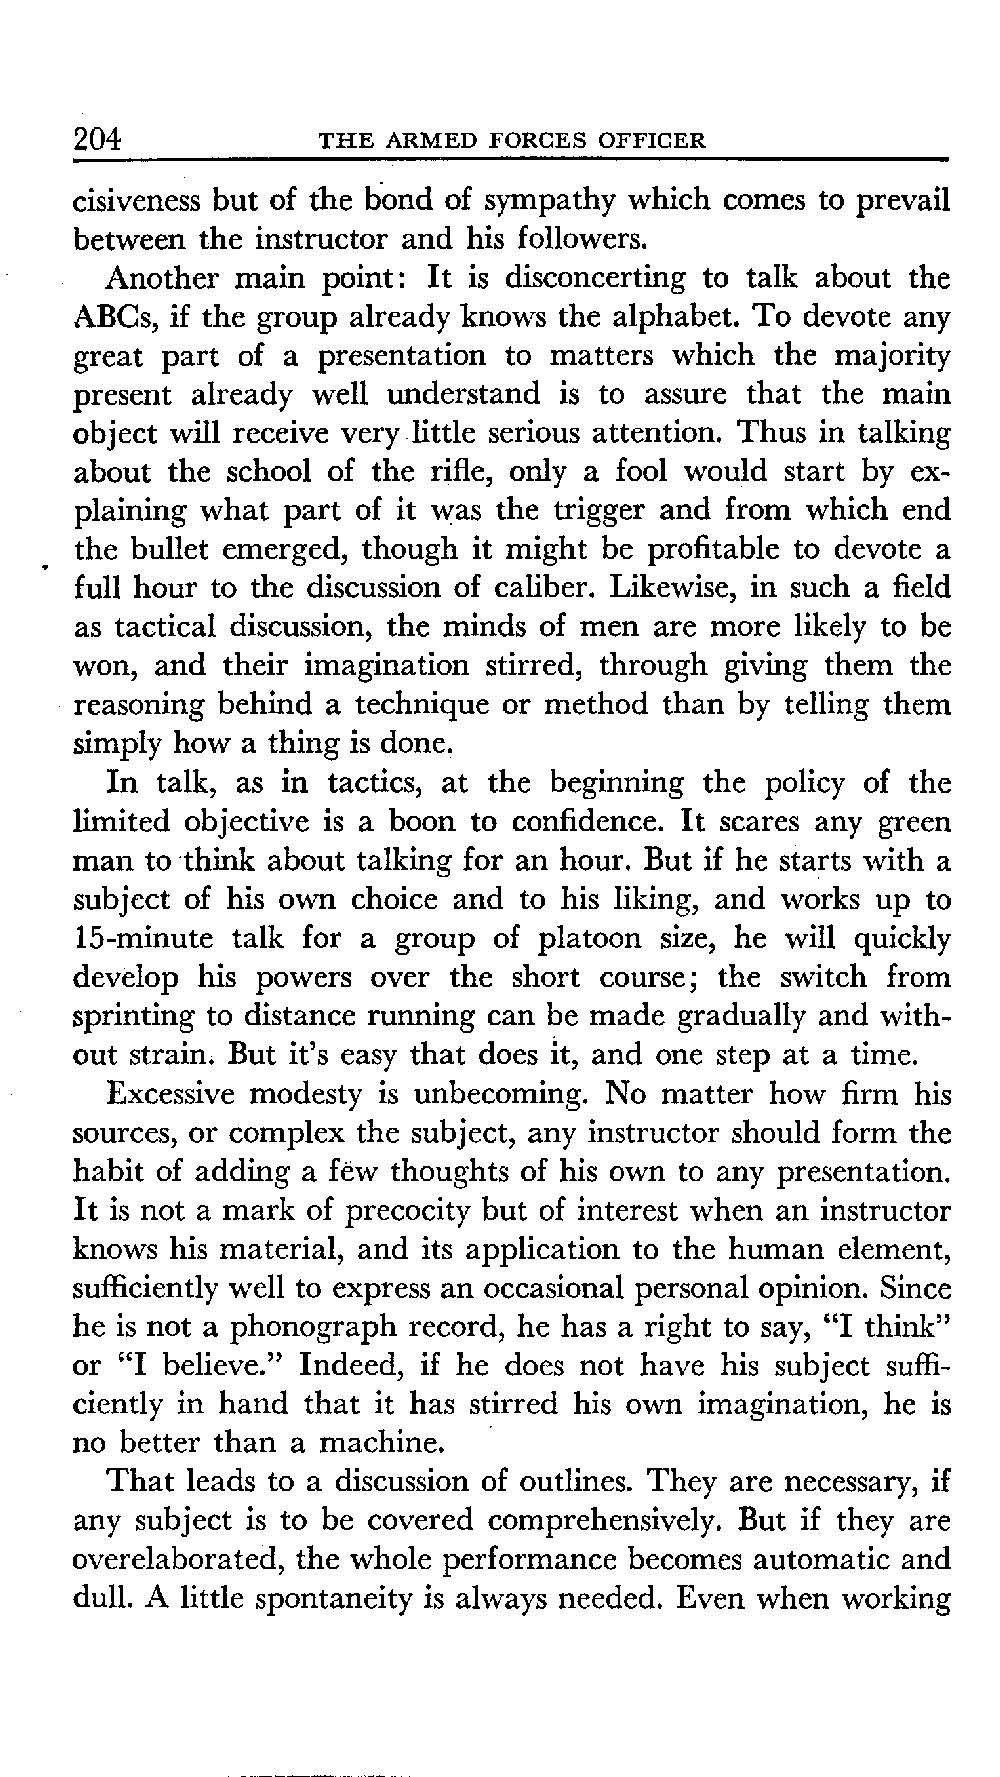 204 THE ARMED FORCES OFFICER
cisiveness but of the bond of sympathy which comes to prevail
between the instructor and his followers.
Another main point: It is disconcerting to talk about the
ABCs, if the group already knows the alphabet. To devote any
great part of a presentation to matters which the majority
present already well understand is to assure that the main
object will receive very little serious attention. Thus in talking
about the school of the rifle, only a fool would start by ex-
plaining what part of it was the trigger and from which end
the bullet emerged, though it might be profitable to devote a
full hour to the discussion of caliber. Likewise, in such a field
as tactical discussion, the minds of men are more likely to be
won, and their imagination stirred, through giving them the
reasoning behind a technique or method than by telling them
simply how a thing is done.
In talk, as in tactics, at the beginning the policy of the
limited objective is a boon to confidence. It scares any green
man to think about talking for an hour. But if he starts with a
subject of his own choice and to his liking, and works up to
15-minute talk for a group of platoon size, he will quickly
develop his powers over the short course; the switch from
sprinting to distance running can be made gradually and with-
out strain. But it's easy that does it, and one step at a time.
Excessive modesty is unbecoming. No matter how firm his
sources, or complex the subject, any instructor should form the
habit of adding a few thoughts of his own to any presentation.
It is not a mark of precocity but of interest when an instructor
knows his material, and its application to the human element,
sufficiently well to express an occasional personal opinion. Since
he is not a phonograph record, he has a right to say, “I think”
or “I believe.” Indeed, if he does not have his subject suffi-
ciently in hand that it has stirred his own imagination, he is
no better than a machine.
That leads to a discussion of outlines. They are necessary, if
any subject is to be covered comprehensively. But if they are
overelaborated, the whole performance becomes automatic and
dull. A little spontaneity is always needed. Even when working